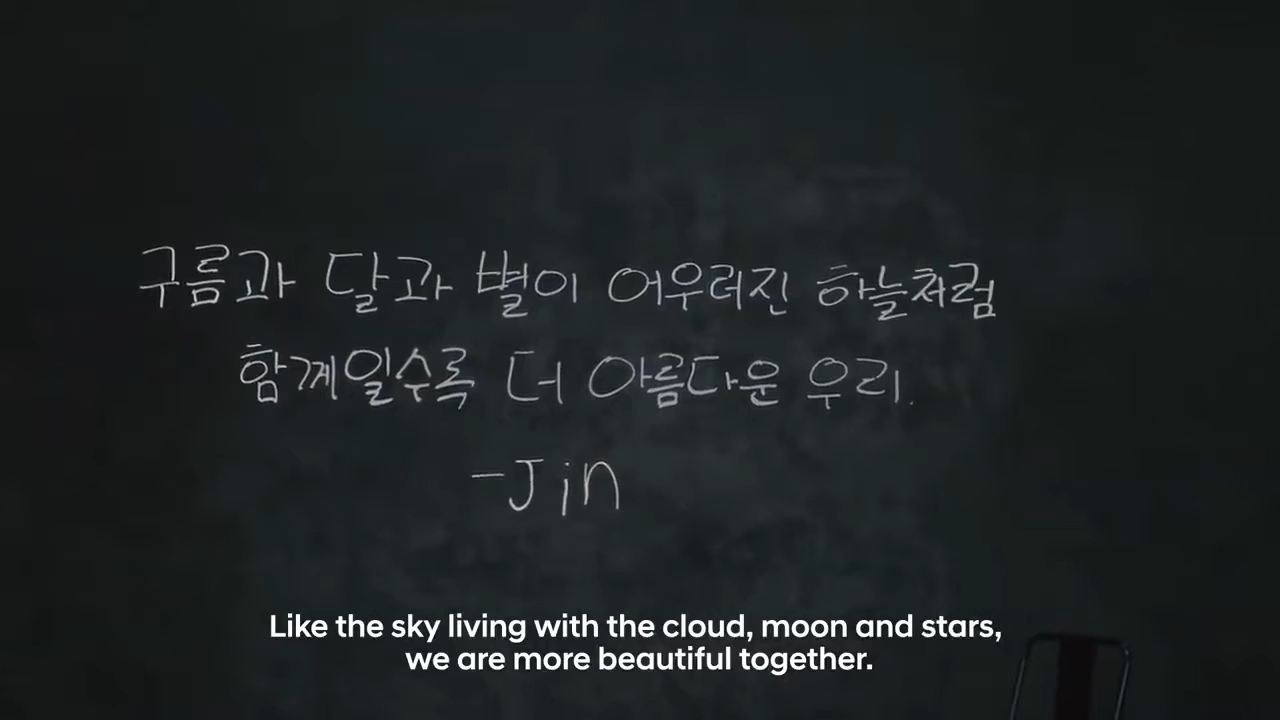 구름과 달과 별이 어우러진 하늘처럼
함께일수록 더 아름다운 우리.
-Jin
Like the sky living with the cloud, moon and stars,
we are more beautiful together.